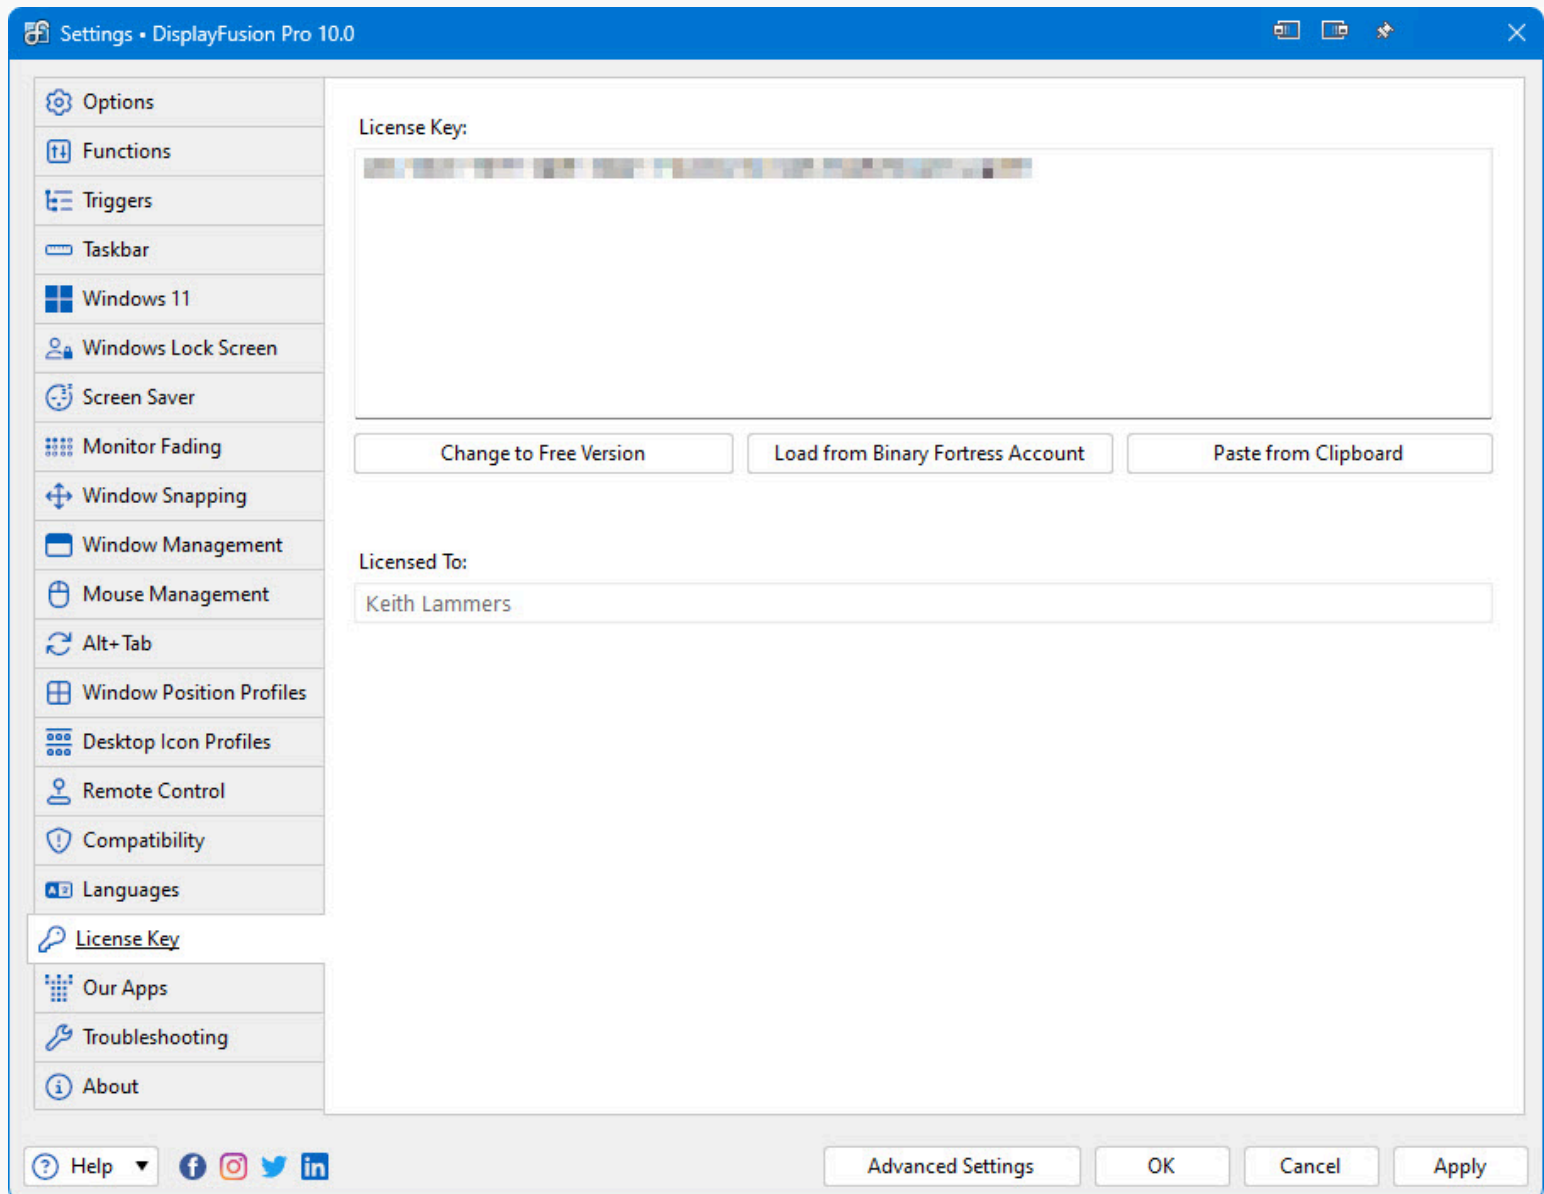 Settings • DisplayFusion Pro 10.0
Options
Functions
Triggers
Taskbar
Windows 11
Windows Lock Screen
Screen Saver
Monitor Fading
Window Snapping
Window Management
Mouse Management
Alt+Tab
Window Position Profiles
Desktop Icon Profiles
Remote Control
Compatibility
Languages
License Key
Our Apps
Troubleshooting
About
License Key:
Change to Free Version Load from Binary Fortress Account Paste from Clipboard
Licensed To:
Keith Lammers
Help Advanced Settings OK Cancel Apply